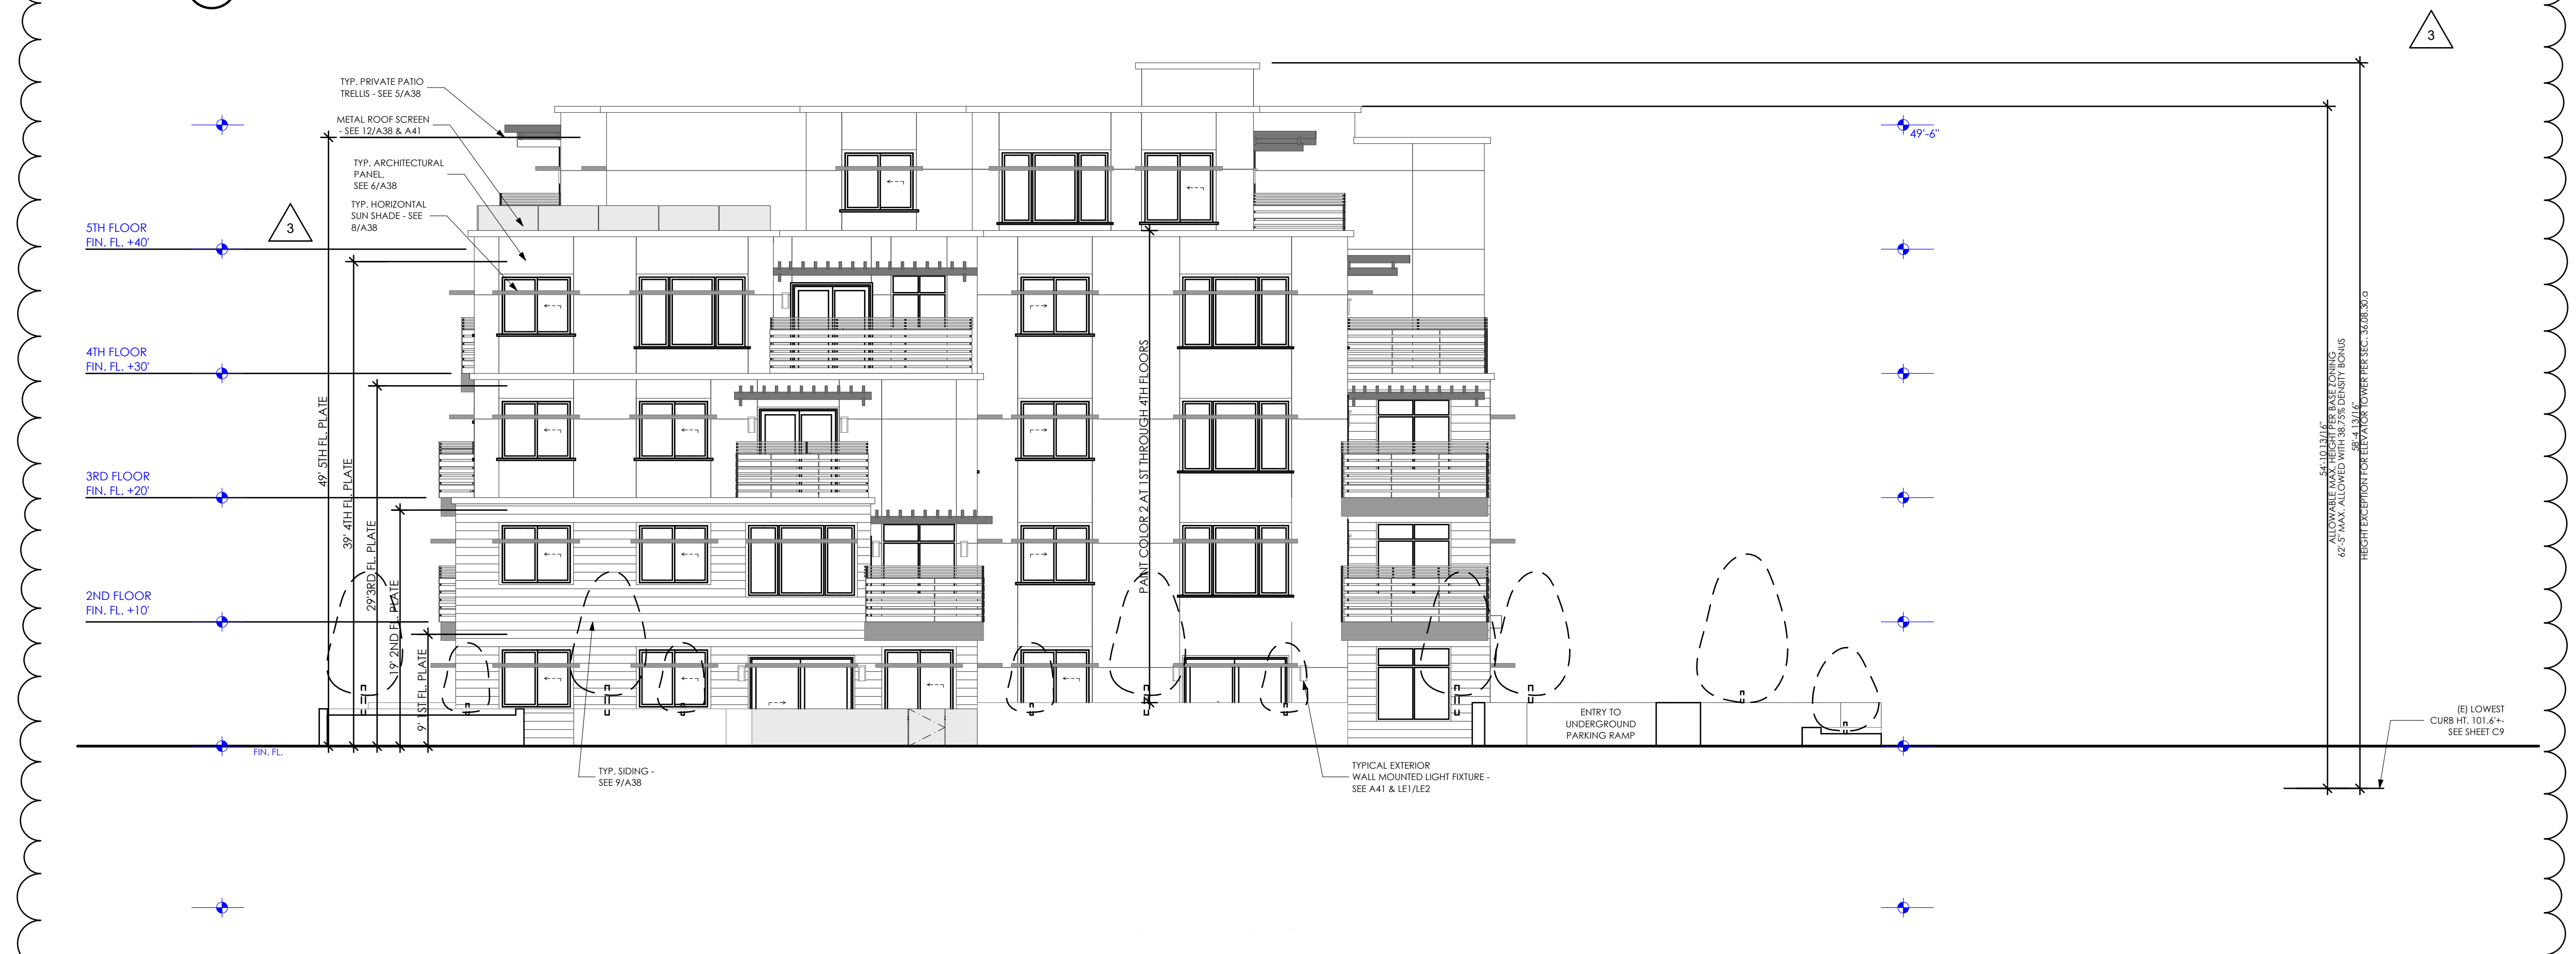 3
TYP. PRIVATE PATIO
TRELLIS - SEE 5/A38
METAL ROOF SCREEN
- SEE 12/A38 & A41
TYP. ARCHITECTURAL
PANEL,
SEE 6/A38
TYP. HORIZONTAL
SUN SHADE - SEE
8/A38
3
49'-6"
5TH FLOOR
FIN. FL. +40'
4TH FLOOR
FIN. FL. +30'
3RD FLOOR
FIN. FL. +20'
2ND FLOOR
FIN. FL. +10'
FIN. FL.
49' 5TH FL. PLATE
39' 4TH FL. PLATE
29'3RD FL. PLATE
19' 2ND FL. PLATE
9' 1ST FL. PLATE
PAINT COLOR 2 AT 1ST THROUGH 4TH FLOORS
54'-10 13/16"
ALLOWABLE MAX. HEIGHT PER BASE ZONING
62'-5" MAX. ALLOWED WITH 38.75% DENSITY BONUS
58'-4 13/16"
HEIGHT EXCEPTION FOR ELEVATOR TOWER PER SEC. 36.08.30.a
ENTRY TO
UNDERGROUND
PARKING RAMP
(E) LOWEST
CURB HT. 101.6'+-
SEE SHEET C9
TYP. SIDING -
SEE 9/A38
TYPICAL EXTERIOR
WALL MOUNTED LIGHT FIXTURE -
SEE A41 & LE1/LE2